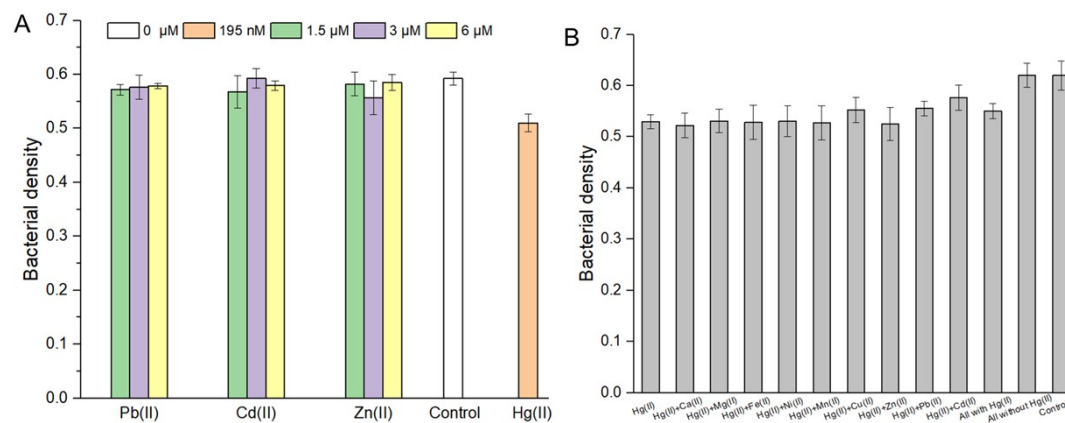 A
0 µM 195 nM 1.5 µM 3 µM 6 µM
Bacterial density
0.7
0.6
0.5
0.4
0.3
0.2
0.1
0.0
Pb(II) Cd(II) Zn(II) Control Hg(II)
B
Bacterial density
0.7
0.6
0.5
0.4
0.3
0.2
0.1
0.0
Hg(II)
Hg(II)+Ca(II)
Hg(II)+Mg(II)
Hg(II)+Fe(II)
Hg(II)+Ni(II)
Hg(II)+Mn(II)
Hg(II)+Cu(II)
Hg(II)+Zn(II)
Hg(II)+Pb(II)
Hg(II)+Cd(II)
All with Hg(II)
All without Hg(II)
Control